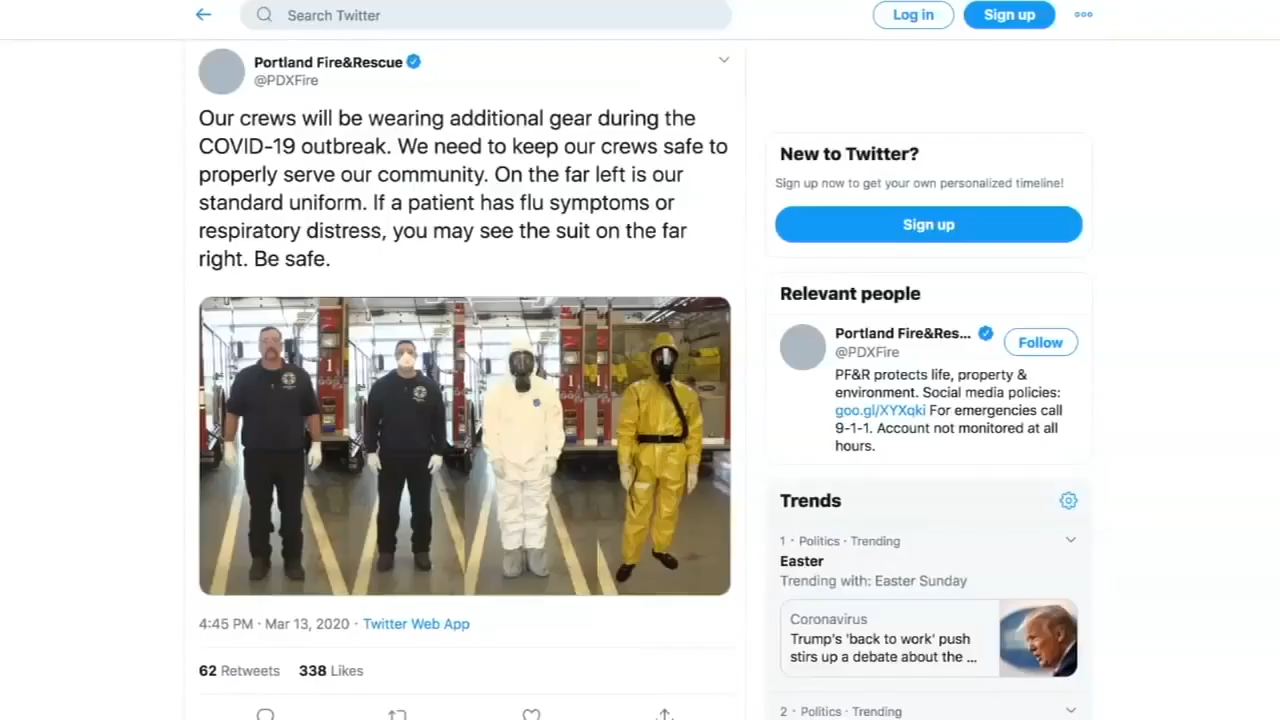 Search Twitter
Log in
Sign up
Portland Fire&Rescue
@PDXFire
Our crews will be wearing additional gear during the
COVID-19 outbreak. We need to keep our crews safe to
properly serve our community. On the far left is our
standard uniform. If a patient has flu symptoms or
respiratory distress, you may see the suit on the far
right. Be safe.
4:45 PM · Mar 13, 2020 · Twitter Web App
62 Retweets 338 Likes
New to Twitter?
Sign up now to get your own personalized timeline!
Sign up
Relevant people
Portland Fire&Res...
@PDXFire
Follow
PF&R protects life, property &
environment. Social media policies:
goo.gl/XYXqki For emergencies call
9-1-1. Account not monitored at all
hours.
Trends
1 · Politics · Trending
Easter
Trending with: Easter Sunday
Coronavirus
Trump's 'back to work' push
stirs up a debate about the ...
2 · Politics · Trending